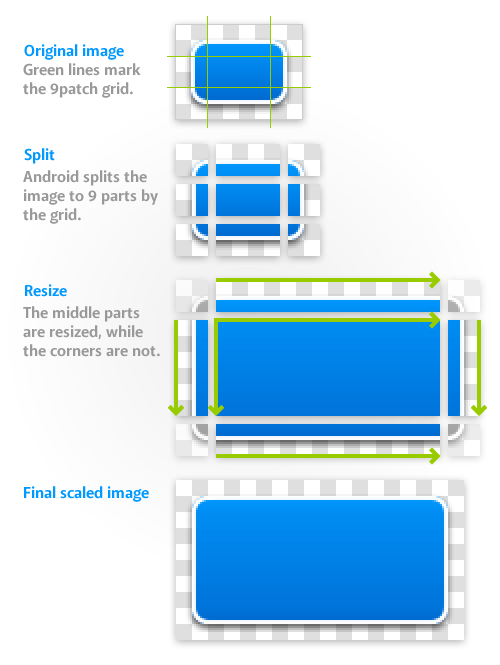 Original image
Green lines mark
the 9patch grid.
Split
Android splits the
image to 9 parts by
the grid.
Resize
The middle parts
are resized, while
the corners are not.
Final scaled image